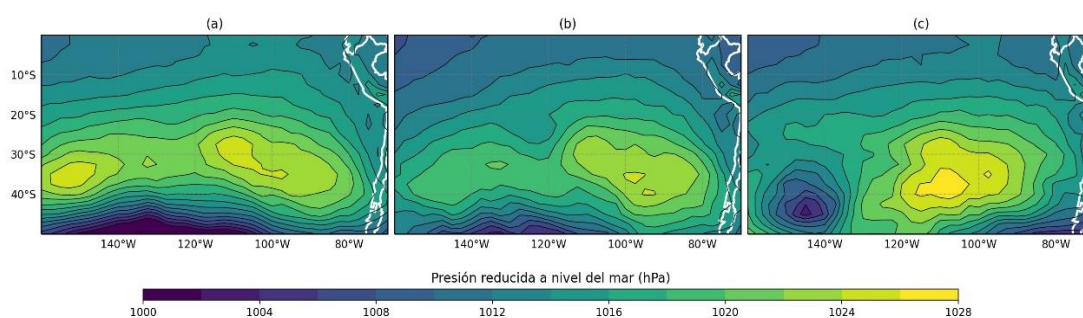 (a) (b) (c)
10°S
20°S
30°S
40°S
140°W 120°W 100°W 80°W 140°W 120°W 100°W 80°W 140°W 120°W 100°W 80°W
Presión reducida a nivel del mar (hPa)
1000 1004 1008 1012 1016 1020 1024 1028